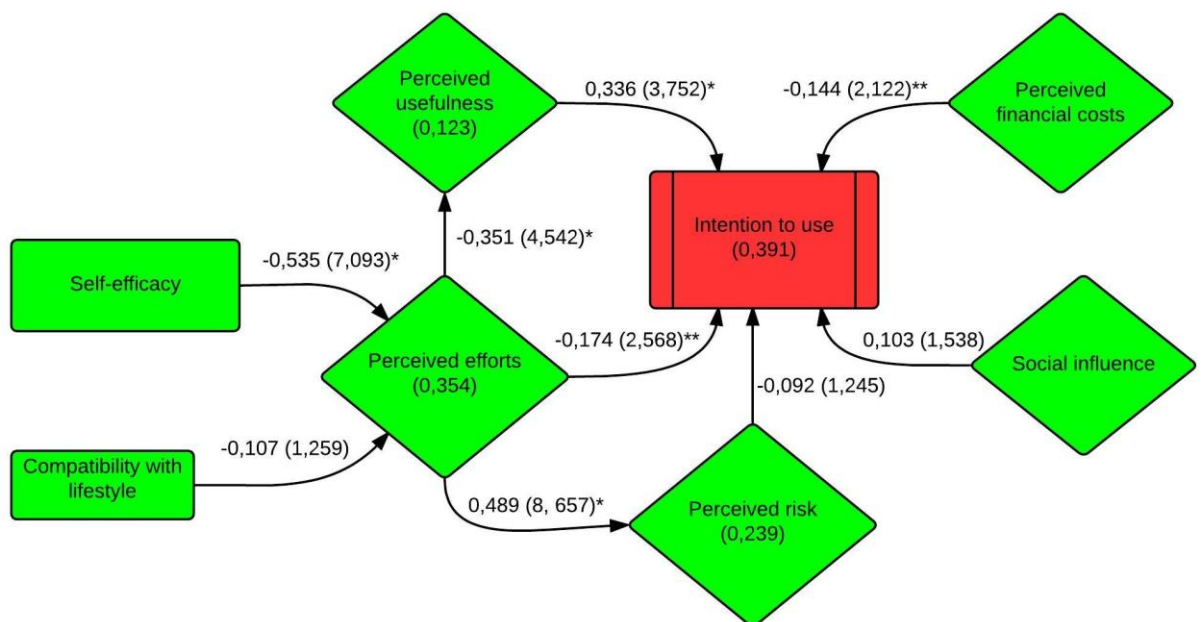 Perceived
usefulness
(0,123)
0,336 (3,752)*
-0,144 (2,122)**
Perceived
financial costs
Intention to use
(0,391)
-0,351 (4,542)*
Self-efficacy
-0,535 (7,093)*
Perceived efforts
(0,354)
-0,174 (2,568)**
0,103 (1,538)
Social influence
-0,092 (1,245)
Compatibility with
lifestyle
-0,107 (1,259)
0,489 (8, 657)*
Perceived risk
(0,239)